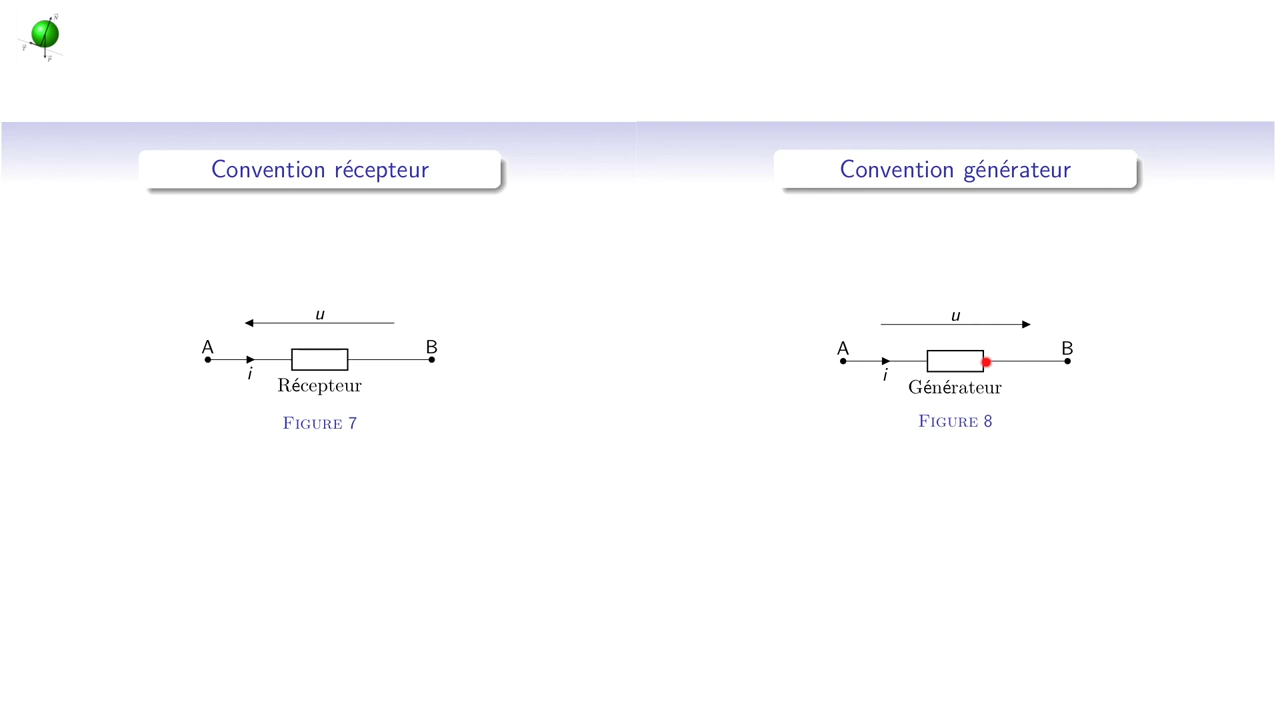 Convention récepteur
u
A
B
i
Récepteur
Figure 7
Convention générateur
u
A
B
i
Générateur
Figure 8